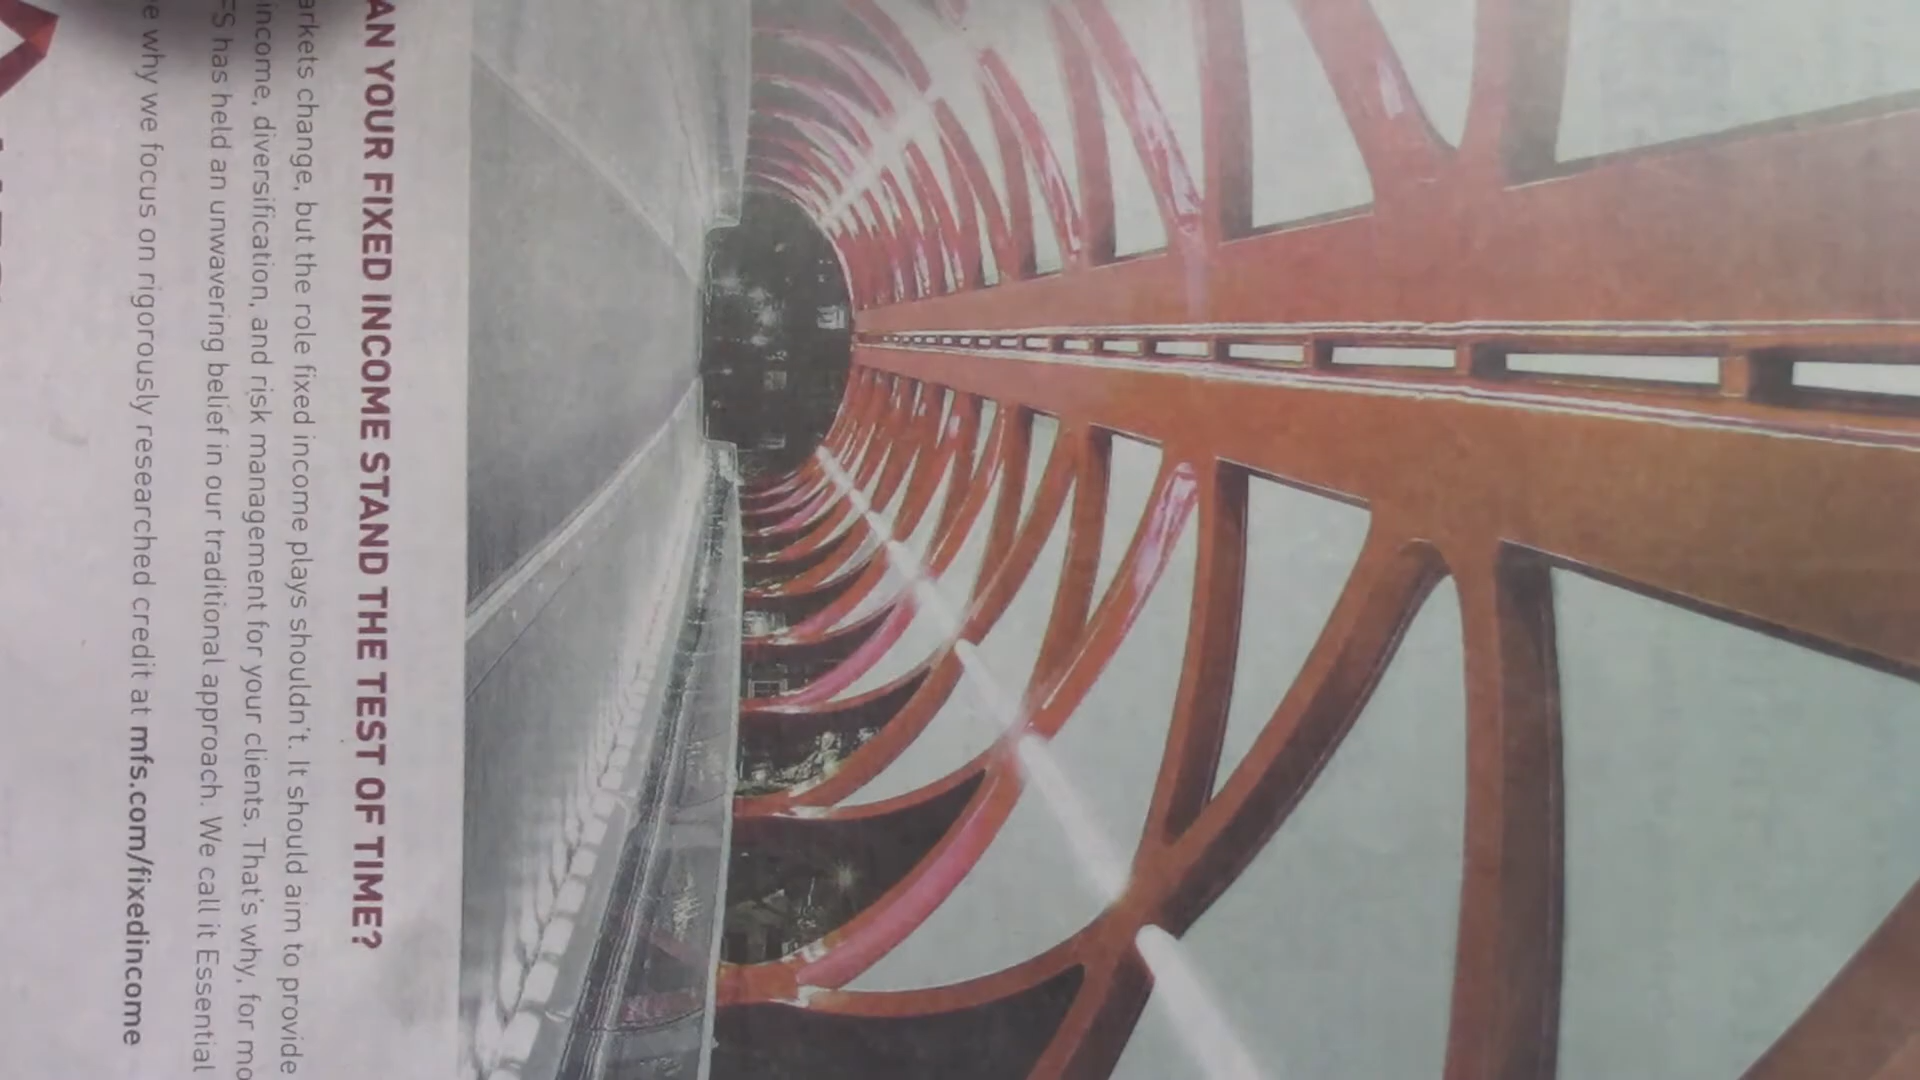 AN YOUR FIXED INCOME STAND THE TEST OF TIME?
arkets change, but the role fixed income plays shouldn't. It should aim to provide
income, diversification, and risk management for your clients. That's why, for mo
FS has held an unwavering belief in our traditional approach. We call it Essential
e why we focus on rigorously researched credit at mfs.com/fixedincome